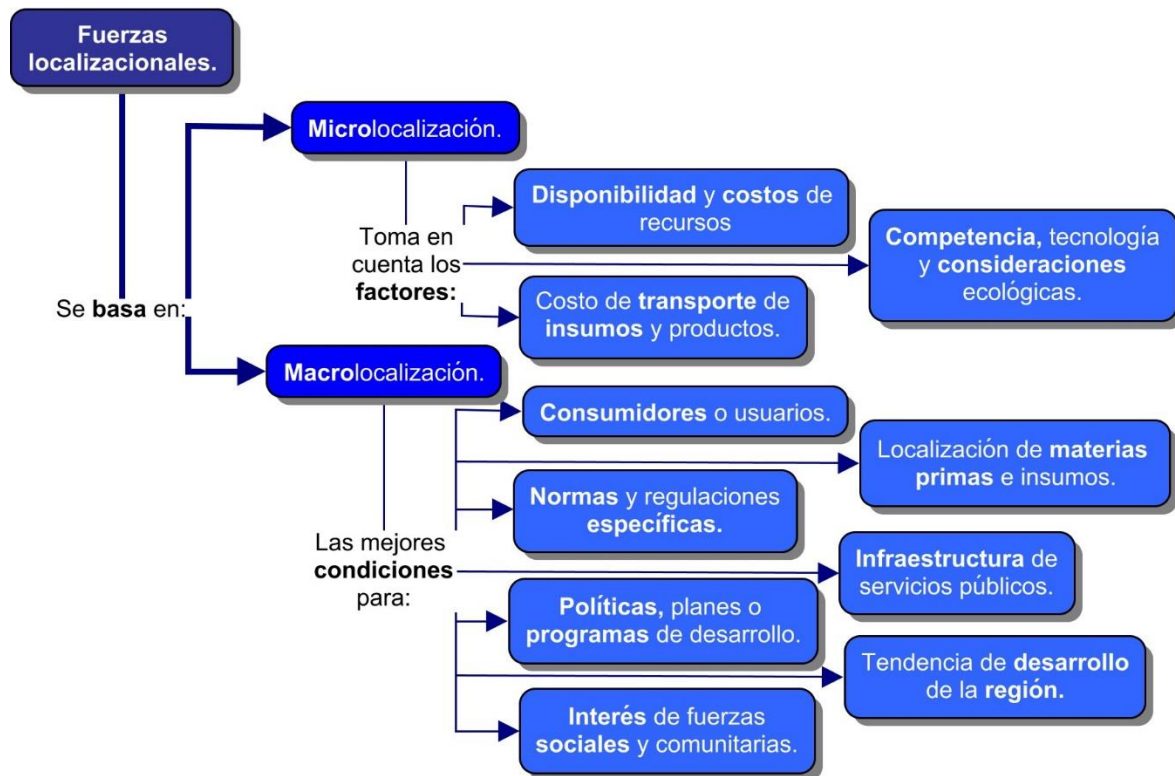 Fuerzas
localizacionales.
Se basa en:
Microlocalización.
Toma en
cuenta los
factores:
Disponibilidad y costos de
recursos
Competencia, tecnología
y consideraciones
ecológicas.
Costo de transporte de
insumos y productos.
Macrolocalización.
Las mejores
condiciones
para:
Consumidores o usuarios.
Localización de materias
primas e insumos.
Normas y regulaciones
específicas.
Infraestructura de
servicios públicos.
Políticas, planes o
programas de desarrollo.
Tendencia de desarrollo
de la región.
Interés de fuerzas
sociales y comunitarias.